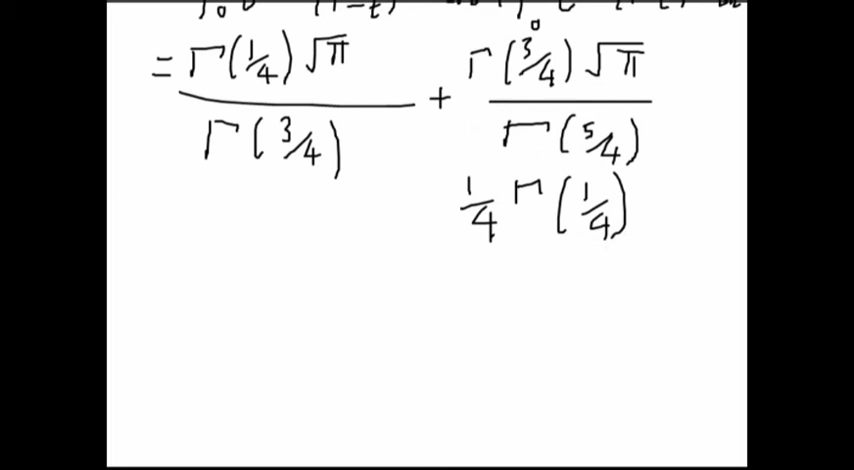 = Γ(1/4) √π / Γ(3/4) + Γ(3/4) √π / Γ(5/4)
1/4 Γ(1/4)